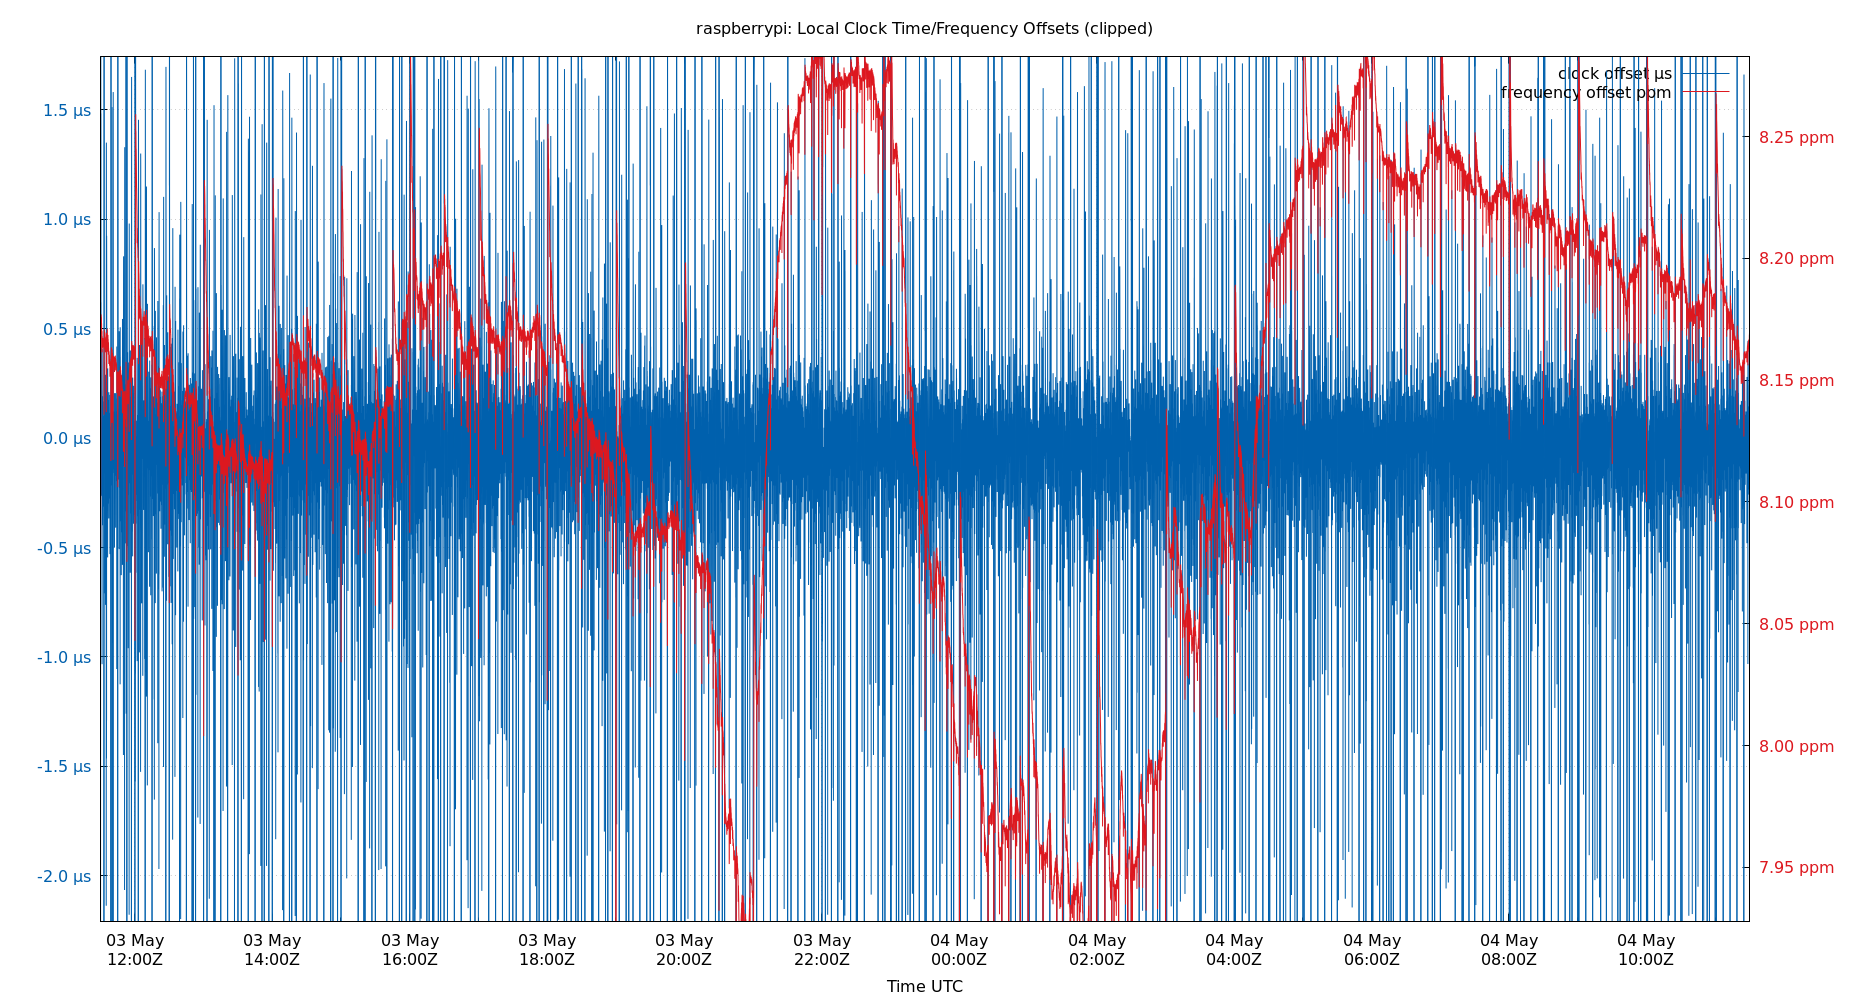 raspberrypi: Local Clock Time/Frequency Offsets (clipped)
clock offset µs
frequency offset ppm
1.5 µs
1.0 µs
0.5 µs
0.0 µs
-0.5 µs
-1.0 µs
-1.5 µs
-2.0 µs
8.25 ppm
8.20 ppm
8.15 ppm
8.10 ppm
8.05 ppm
8.00 ppm
7.95 ppm
03 May 03 May 03 May 03 May 03 May 03 May 04 May 04 May 04 May 04 May 04 May 04 May
12:00Z 14:00Z 16:00Z 18:00Z 20:00Z 22:00Z 00:00Z 02:00Z 04:00Z 06:00Z 08:00Z 10:00Z
Time UTC